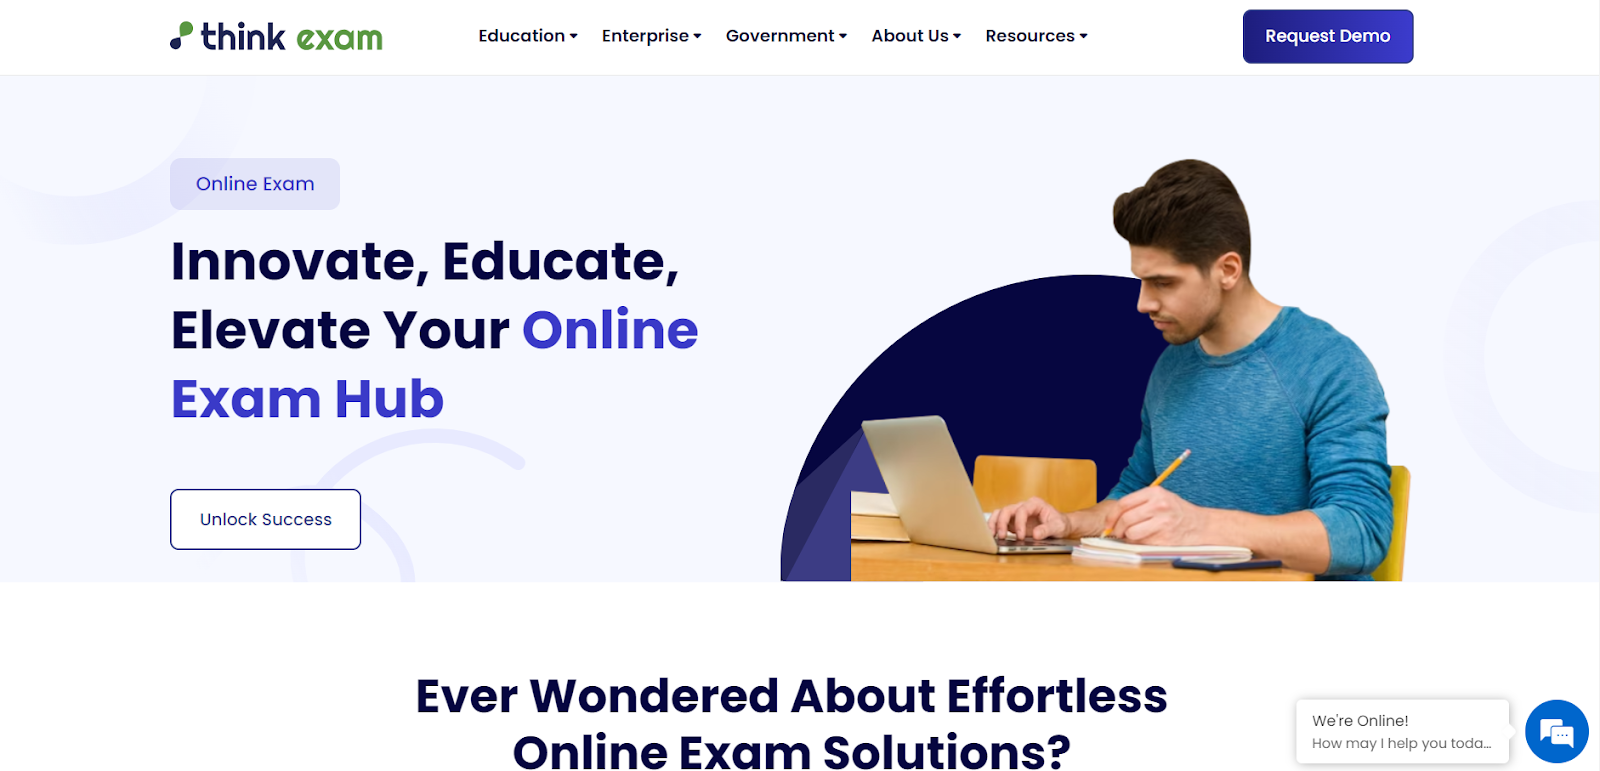 think exam
Education
Enterprise
Government
About Us
Resources
Request Demo
Online Exam
Innovate, Educate,
Elevate Your Online
Exam Hub
Unlock Success
Ever Wondered About Effortless
Online Exam Solutions?
We're Online!
How may I help you toda...